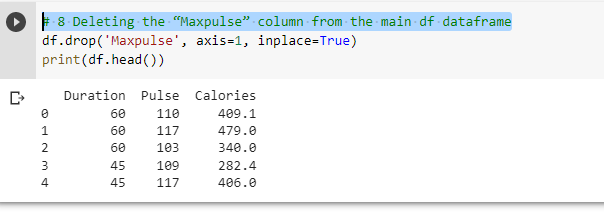 # 8 Deleting the “Maxpulse” column from the main df dataframe
df.drop('Maxpulse', axis=1, inplace=True)
print(df.head())
Duration Pulse Calories
0 60 110 409.1
1 60 117 479.0
2 60 103 340.0
3 45 109 282.4
4 45 117 406.0